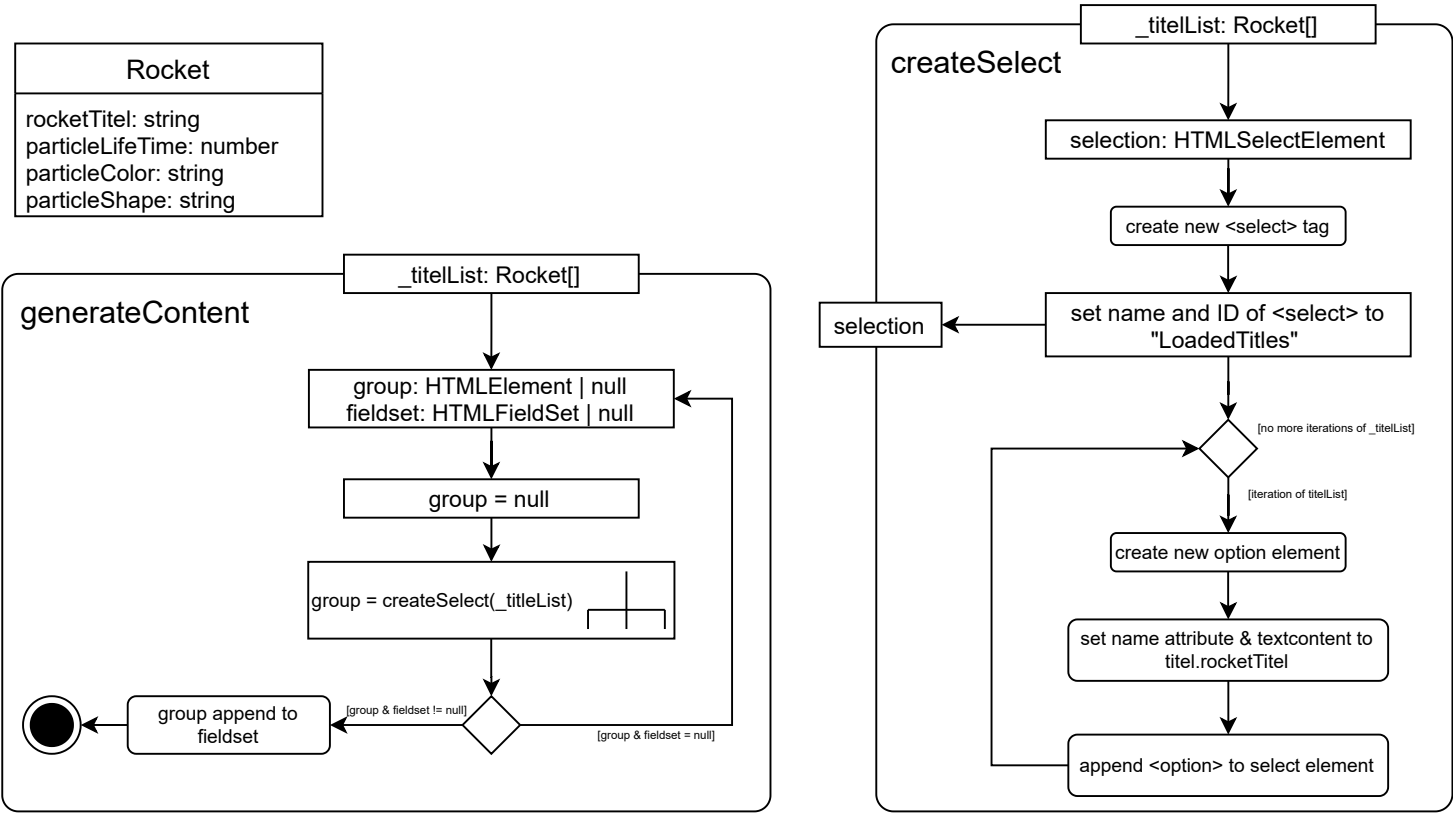 Rocket
rocketTitel: string
particleLifeTime: number
particleColor: string
particleShape: string
_titelList: Rocket[]
generateContent
group: HTMLElement | null
fieldset: HTMLFieldSet | null
group = null
group = createSelect(_titleList)
[group & fieldset != null]
[group & fieldset = null]
group append to
fieldset
_titelList: Rocket[]
createSelect
selection: HTMLSelectElement
create new <select> tag
set name and ID of <select> to
"LoadedTitles"
selection
[no more iterations of _titelList]
[iteration of titelList]
create new option element
set name attribute & textcontent to
titel.rocketTitel
append <option> to select element